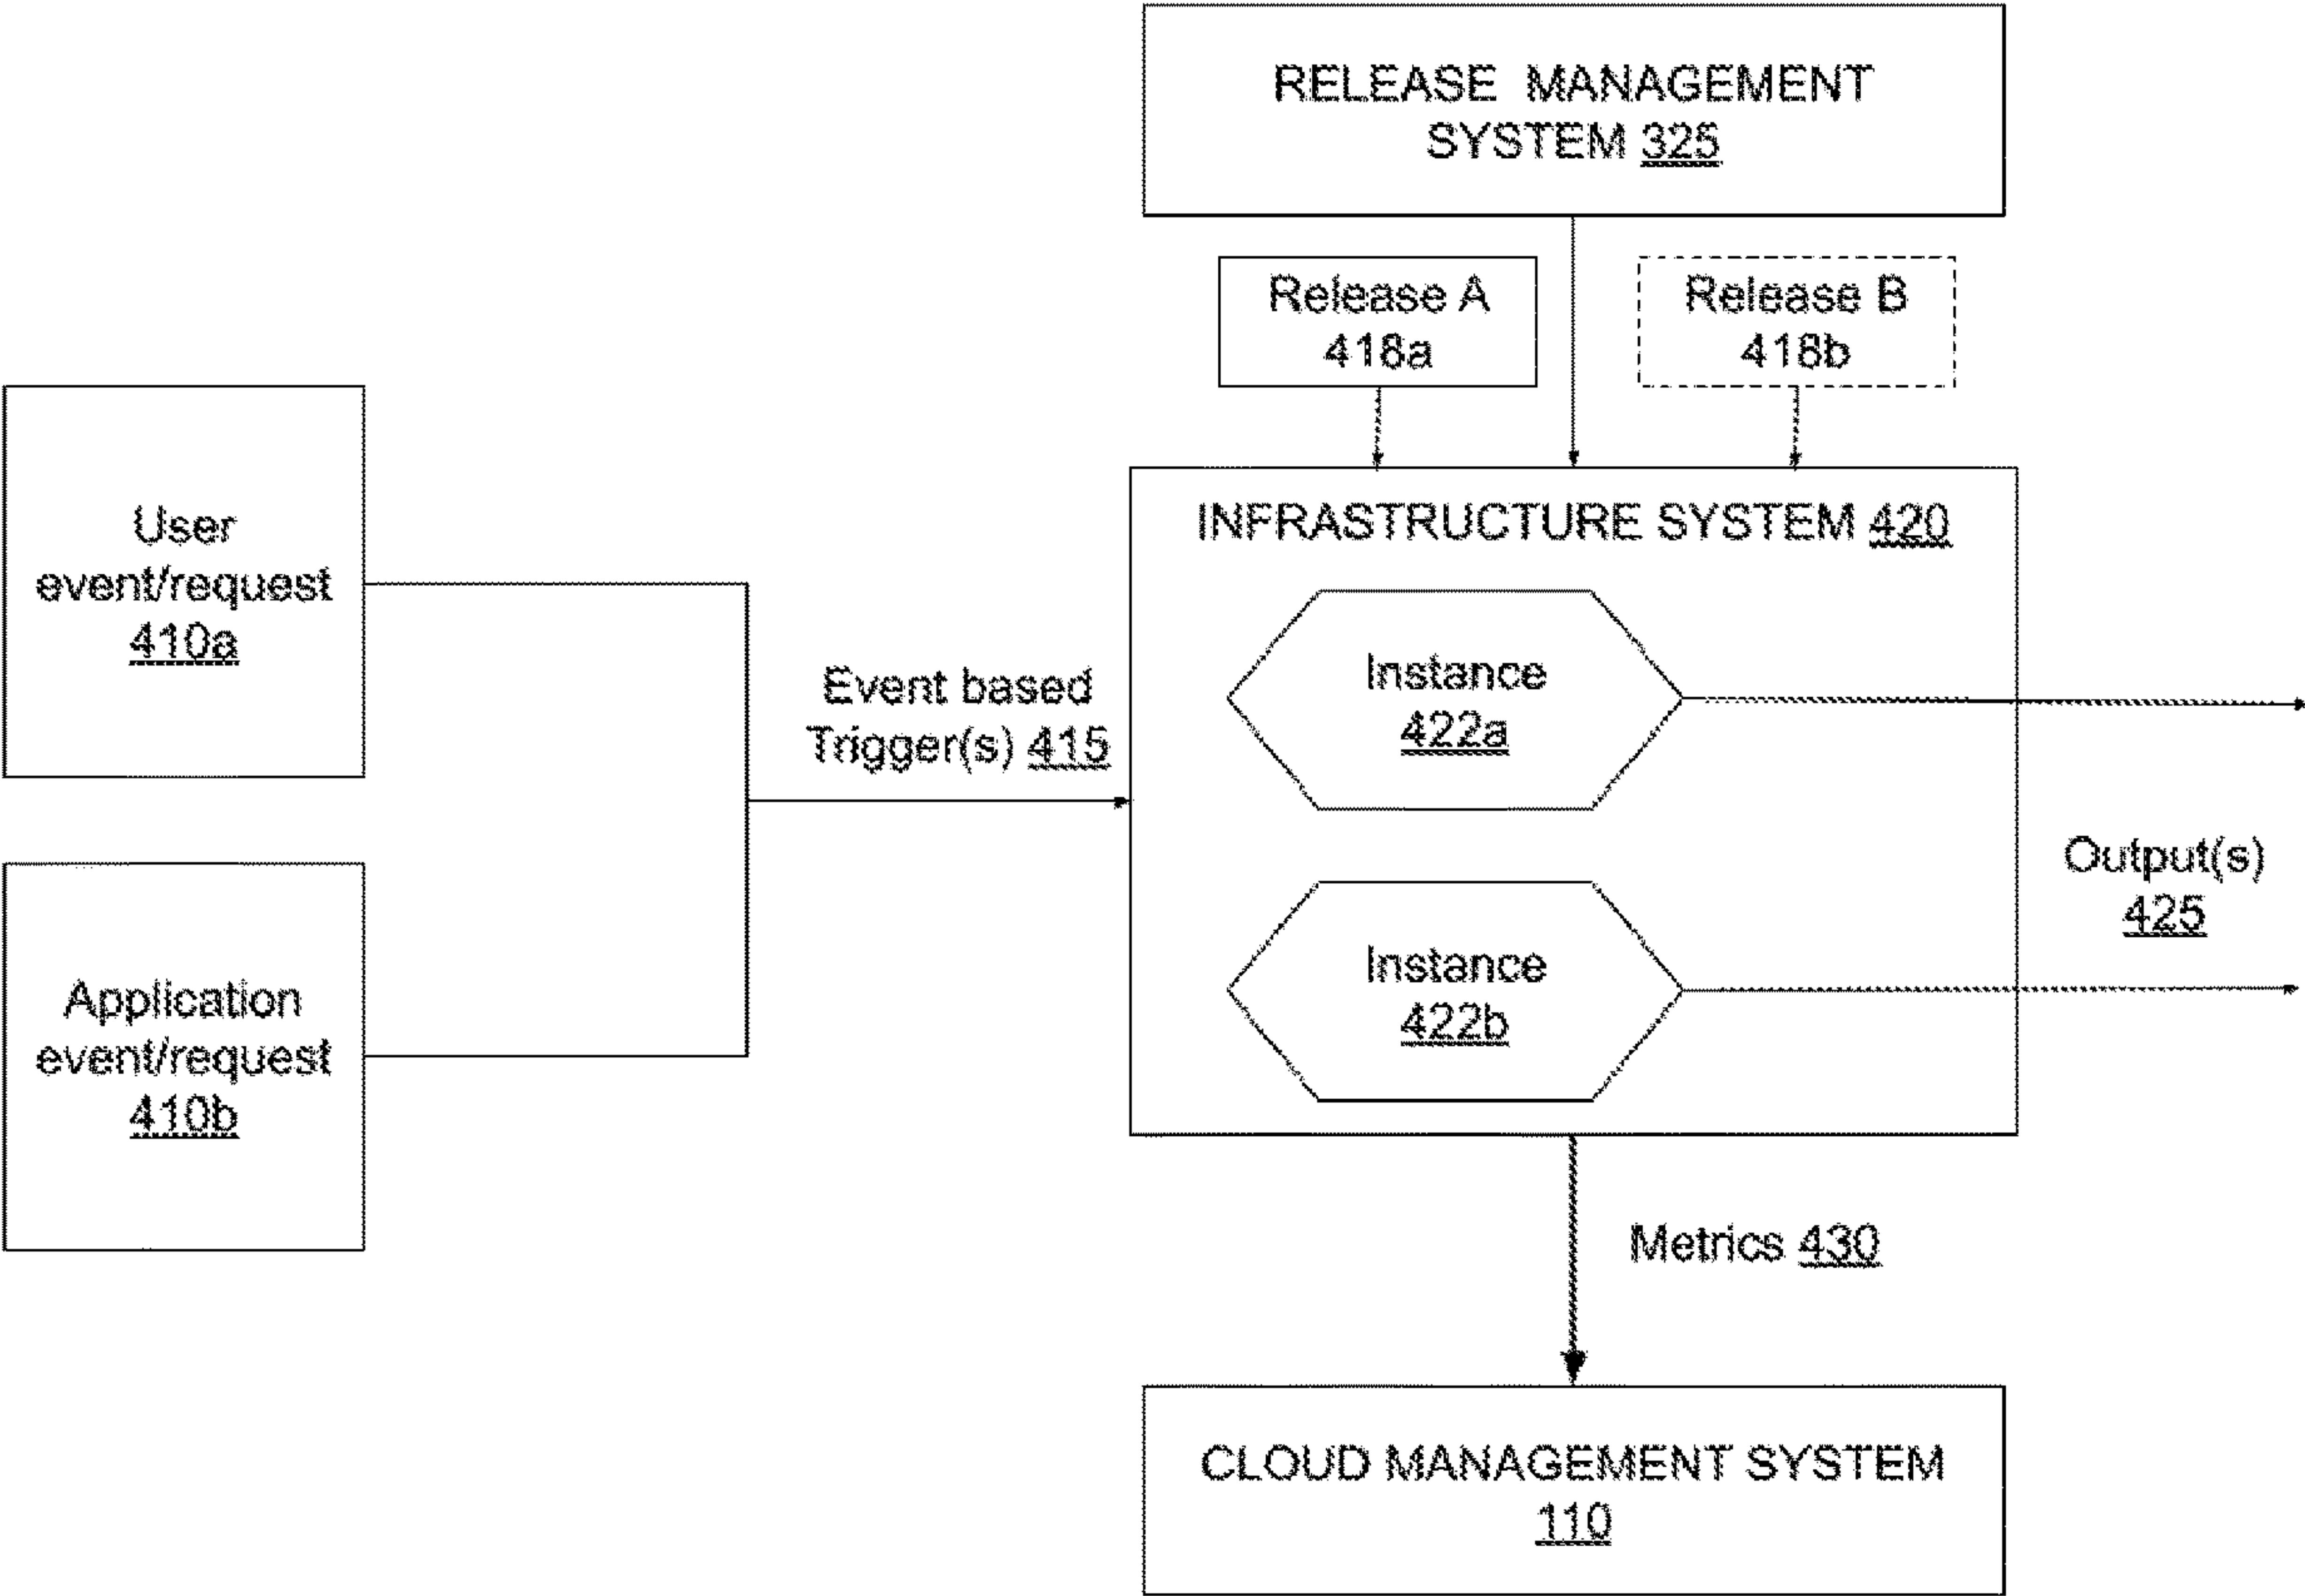 RELEASE MANAGEMENT
SYSTEM 325
Release A
418a
Release B
418b
User
event/request
410a
Event based
Trigger(s) 415
Application
event/request
410b
INFRASTRUCTURE SYSTEM 420
Instance
422a
Instance
422b
Output(s)
425
Metrics 430
CLOUD MANAGEMENT SYSTEM
110